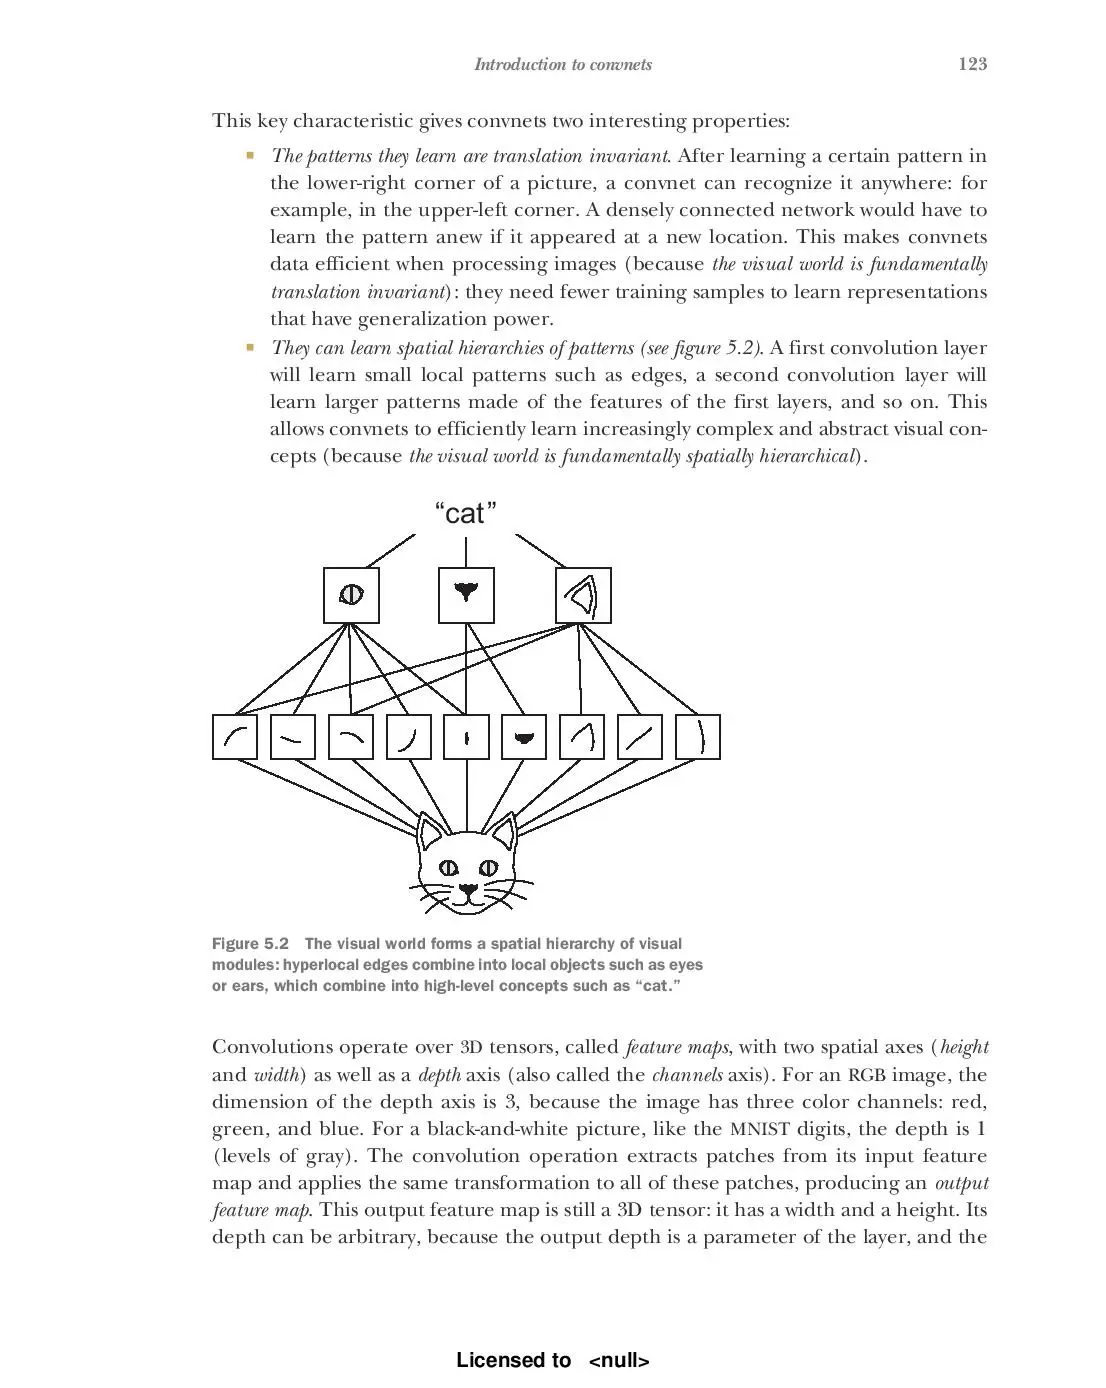 Introduction to convnets 123
This key characteristic gives convnets two interesting properties:
▪ The patterns they learn are translation invariant. After learning a certain pattern in
the lower-right corner of a picture, a convnet can recognize it anywhere: for
example, in the upper-left corner. A densely connected network would have to
learn the pattern anew if it appeared at a new location. This makes convnets
data efficient when processing images (because the visual world is fundamentally
translation invariant): they need fewer training samples to learn representations
that have generalization power.
▪ They can learn spatial hierarchies of patterns (see figure 5.2). A first convolution layer
will learn small local patterns such as edges, a second convolution layer will
learn larger patterns made of the features of the first layers, and so on. This
allows convnets to efficiently learn increasingly complex and abstract visual con-
cepts (because the visual world is fundamentally spatially hierarchical).
“cat”
Figure 5.2 The visual world forms a spatial hierarchy of visual
modules: hyperlocal edges combine into local objects such as eyes
or ears, which combine into high-level concepts such as “cat.”
Convolutions operate over 3D tensors, called feature maps, with two spatial axes (height
and width) as well as a depth axis (also called the channels axis). For an RGB image, the
dimension of the depth axis is 3, because the image has three color channels: red,
green, and blue. For a black-and-white picture, like the MNIST digits, the depth is 1
(levels of gray). The convolution operation extracts patches from its input feature
map and applies the same transformation to all of these patches, producing an output
feature map. This output feature map is still a 3D tensor: it has a width and a height. Its
depth can be arbitrary, because the output depth is a parameter of the layer, and the
Licensed to <null>